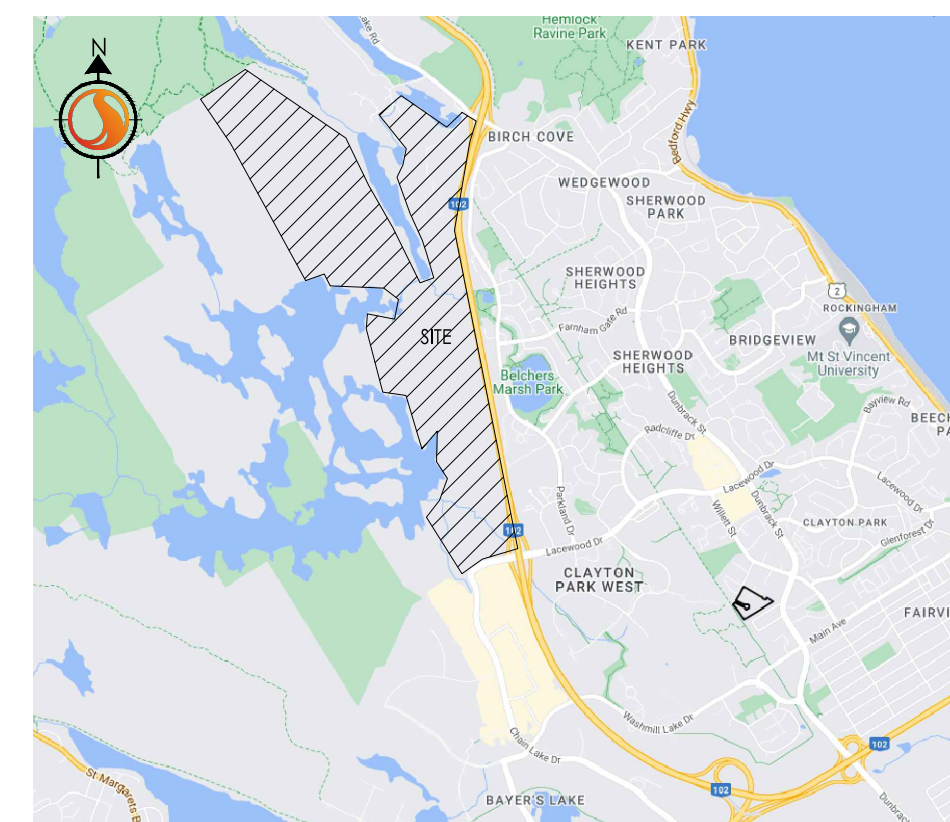 Hemlock
Ravine Park
N
KENT PARK
Lake Rd
BIRCH COVE
Bedford Hwy
WEDGEWOOD
102
SHERWOOD
PARK
SHERWOOD
HEIGHTS
2
ROCKINGHAM
Farnham Gate Rd
SITE
BRIDGEVIEW
SHERWOOD
HEIGHTS
Mt St Vincent
University
Belchers
Marsh Park
Dunbrack St
Bayview Rd
BEECH
PA
Radcliffe Dr
Lacewood Dr
Lacewood Dr
Parkland Dr
Willett St
Dunbrack St
CLAYTON PARK
Glenforest Dr
102
Lacewood Dr
CLAYTON
PARK WEST
FAIRVI
Main Ave
Washmill Lake Dr
Chain Lake Dr
102
St Margarets B
102
BAYER'S LAKE
Dunbrac